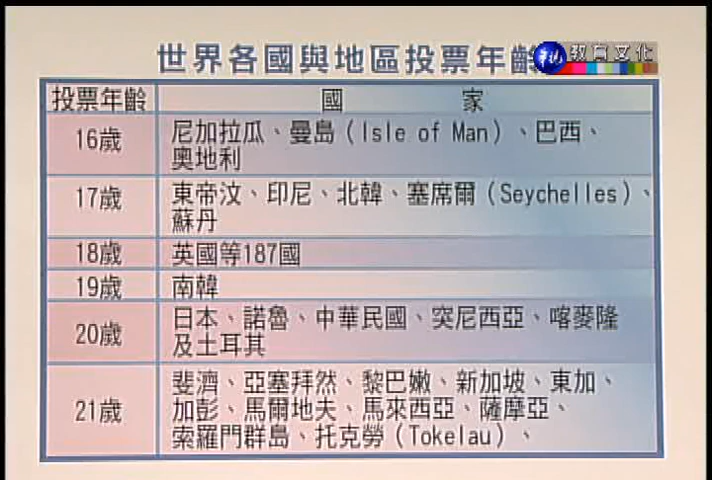 世界各國與地區投票年齡
華視 教育文化
投票年齡 國 家
16歲 尼加拉瓜、曼島（Isle of Man）、巴西、
奧地利
17歲 東帝汶、印尼、北韓、塞席爾（Seychelles）、
蘇丹
18歲 英國等187國
19歲 南韓
20歲 日本、諾魯、中華民國、突尼西亞、喀麥隆
及土耳其
21歲 斐濟、亞塞拜然、黎巴嫩、新加坡、東加、
加彭、馬爾地夫、馬來西亞、薩摩亞、
索羅門群島、托克勞（Tokelau）、